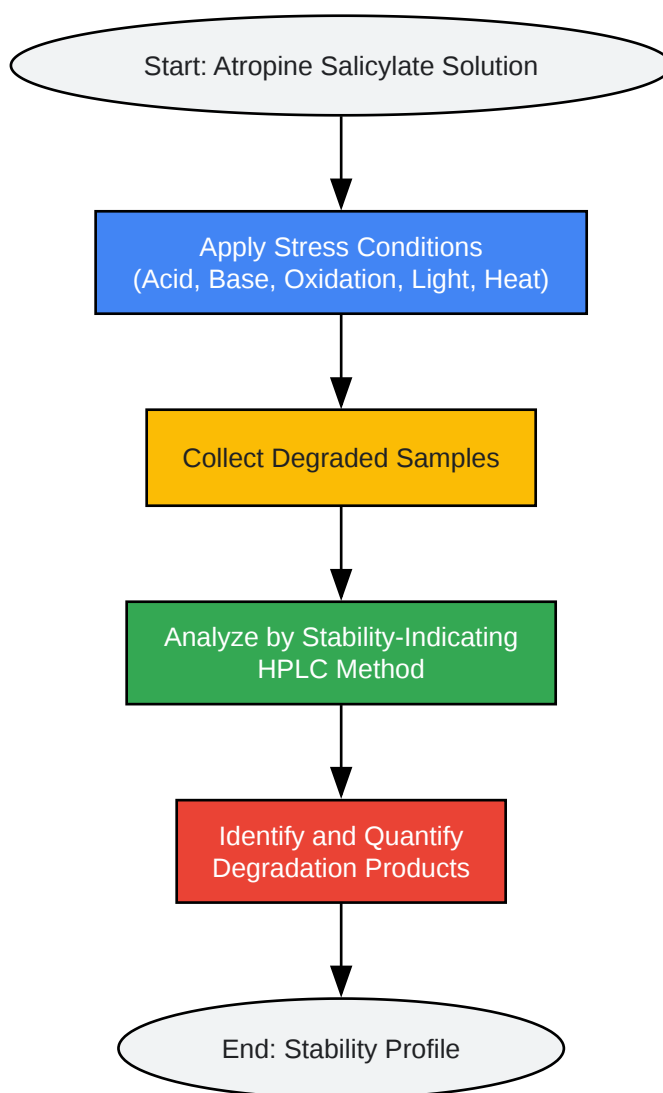 Start: Atropine Salicylate Solution
Apply Stress Conditions
(Acid, Base, Oxidation, Light, Heat)
Collect Degraded Samples
Analyze by Stability-Indicating
HPLC Method
Identify and Quantify
Degradation Products
End: Stability Profile